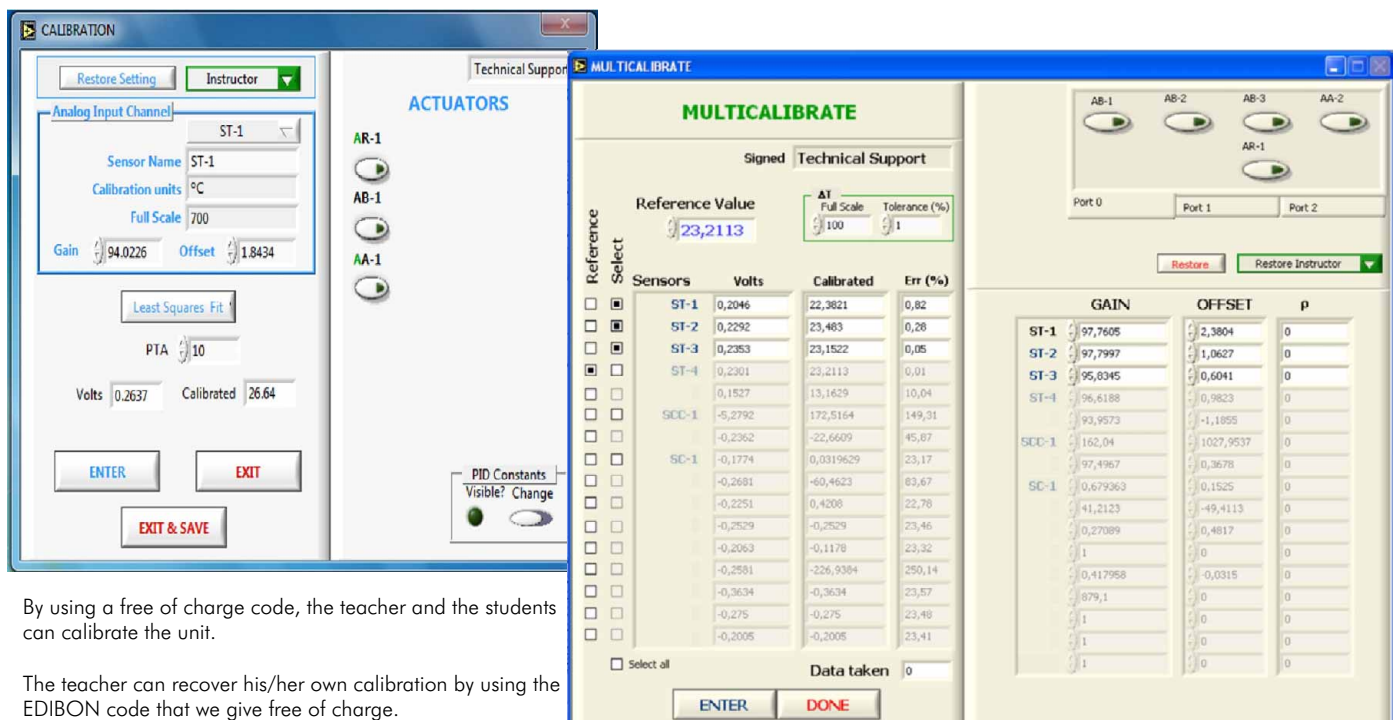 CALIBRATION
Restore Setting Instructor
Analog Input Channel
ST-1
Sensor Name ST-1
Calibration units °C
Full Scale 700
Gain 94.0226 Offset 1.8434
Least Squares Fit
PTA 10
Volts 0.2637 Calibrated 26.64
ENTER EXIT
EXIT & SAVE
Technical Suppor
ACTUATORS
AR-1
AB-1
AA-1
PID Constants
Visible? Change
By using a free of charge code, the teacher and the students
can calibrate the unit.
The teacher can recover his/her own calibration by using the
EDIBON code that we give free of charge.
MULTICALIBRATE
MULTICALIBRATE
Signed Technical Support
Reference Value
23,2113
ΔT
Full Scale Tolerance (%)
100 1
Reference
Select
Sensors Volts Calibrated Err (%)
ST-1 0,2046 22,3821 0,82
ST-2 0,2292 23,483 0,28
ST-3 0,2353 23,1522 0,05
ST-4 0,2301 23,2113 0,01
0,1527 13,1629 10,04
SCC-1 -5,2792 172,5164 149,31
-0,2362 -22,6609 45,87
SC-1 -0,1774 0,0319629 23,17
-0,2681 -60,4623 83,67
-0,2251 0,4208 22,78
-0,2529 -0,2529 23,46
-0,2063 -0,1178 23,32
-0,2581 -226,9384 250,14
-0,3634 -0,3634 23,57
-0,275 -0,275 23,48
-0,2005 -0,2005 23,41
Select all
Data taken 0
ENTER DONE
AB-1 AB-2 AB-3 AA-2
AR-1
Port 0 Port 1 Port 2
Restore Restore Instructor
GAIN OFFSET ρ
ST-1 97,7605 2,3804 0
ST-2 97,7997 1,0627 0
ST-3 95,8345 0,6041 0
ST-4 96,6188 0,9823 0
93,9573 -1,1855 0
SCC-1 162,04 1027,9537 0
97,4967 0,3678 0
SC-1 0,679363 0,1525 0
41,2123 -49,4113 0
0,27089 0,4817 0
1 0 0
0,417958 -0,0315 0
879,1 0 0
1 0 0
1 0 0
1 0 0